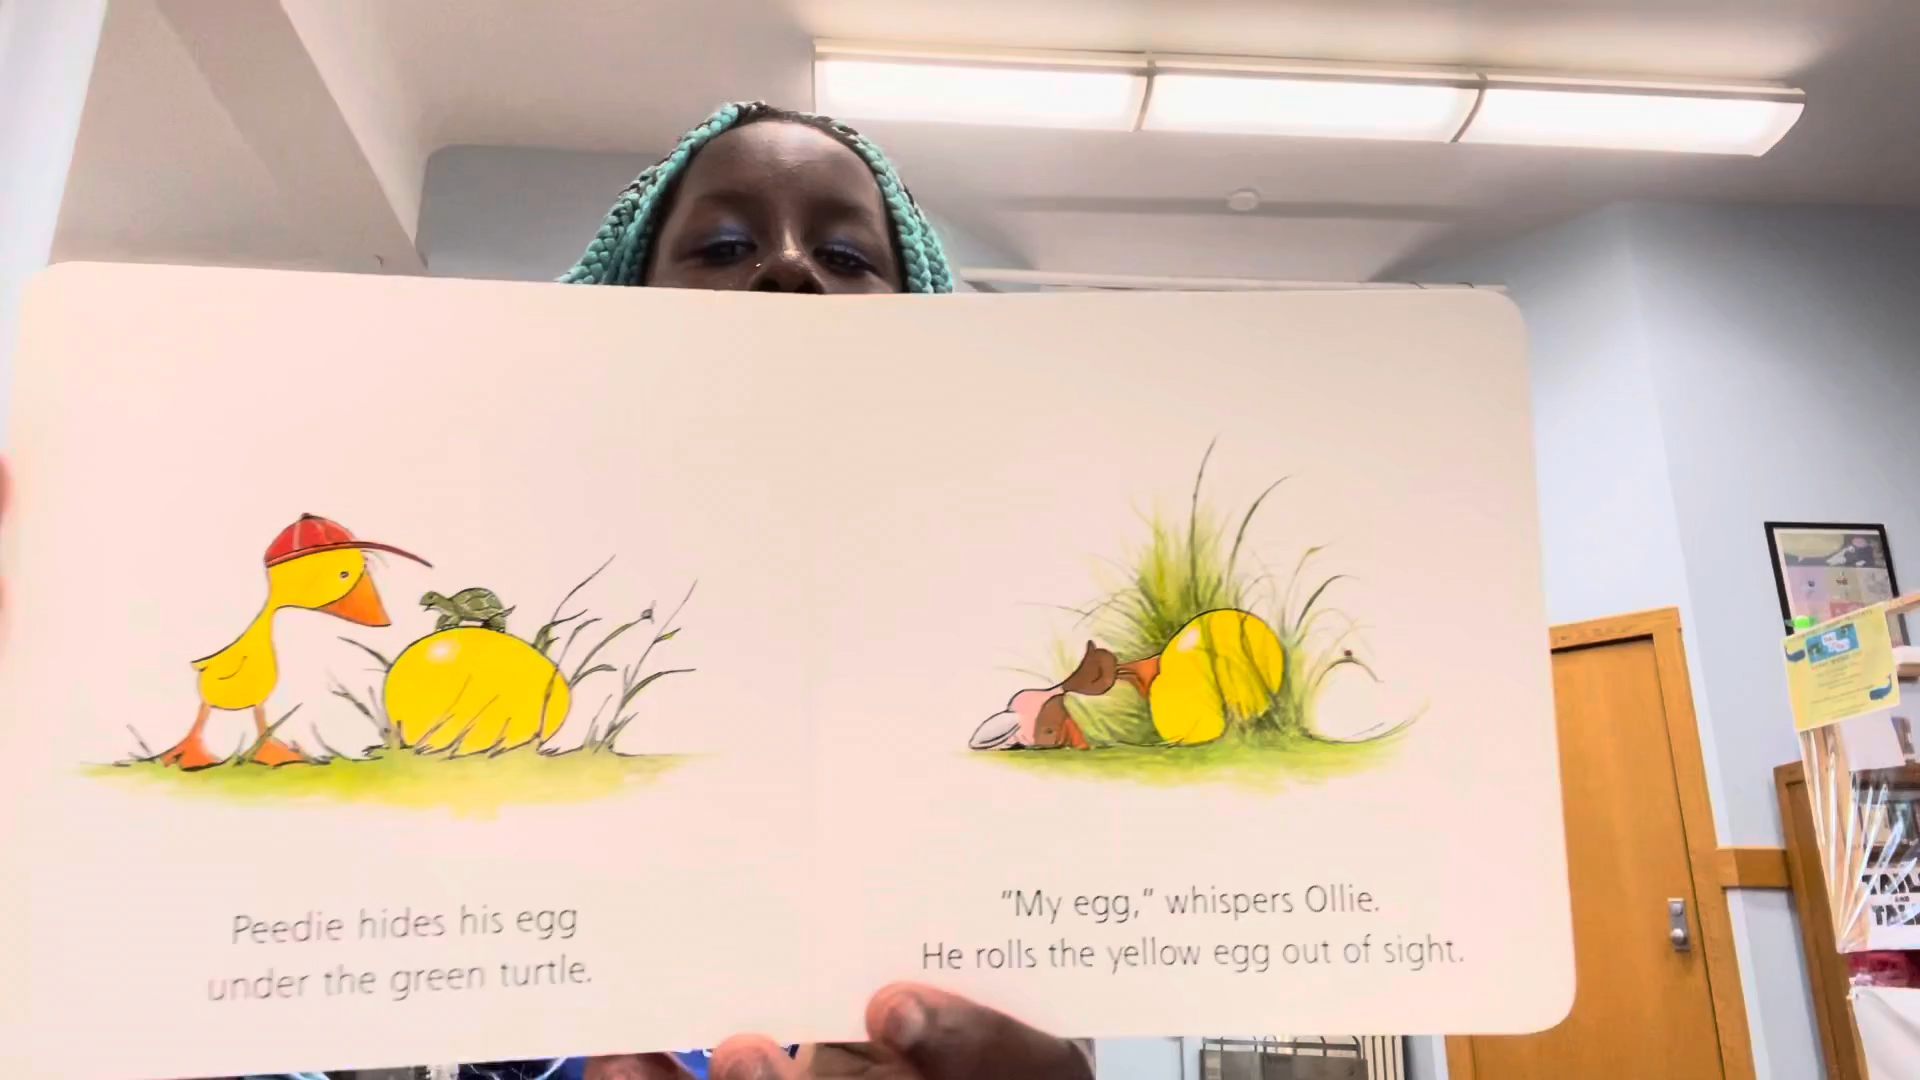 Peedie hides his egg
under the green turtle.
"My egg," whispers Ollie.
He rolls the yellow egg out of sight.